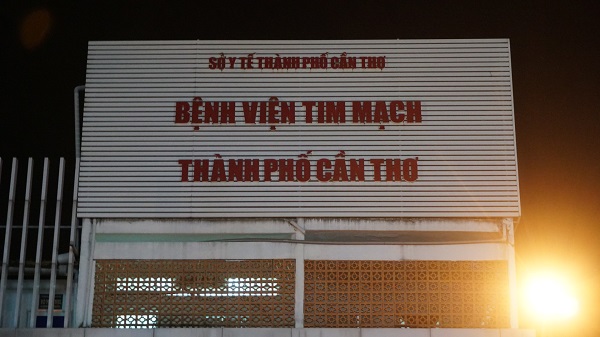 SỞ Y TẾ THÀNH PHỐ CẦN THƠ
BỆNH VIỆN TIM MẠCH
THÀNH PHỐ CẦN THƠ